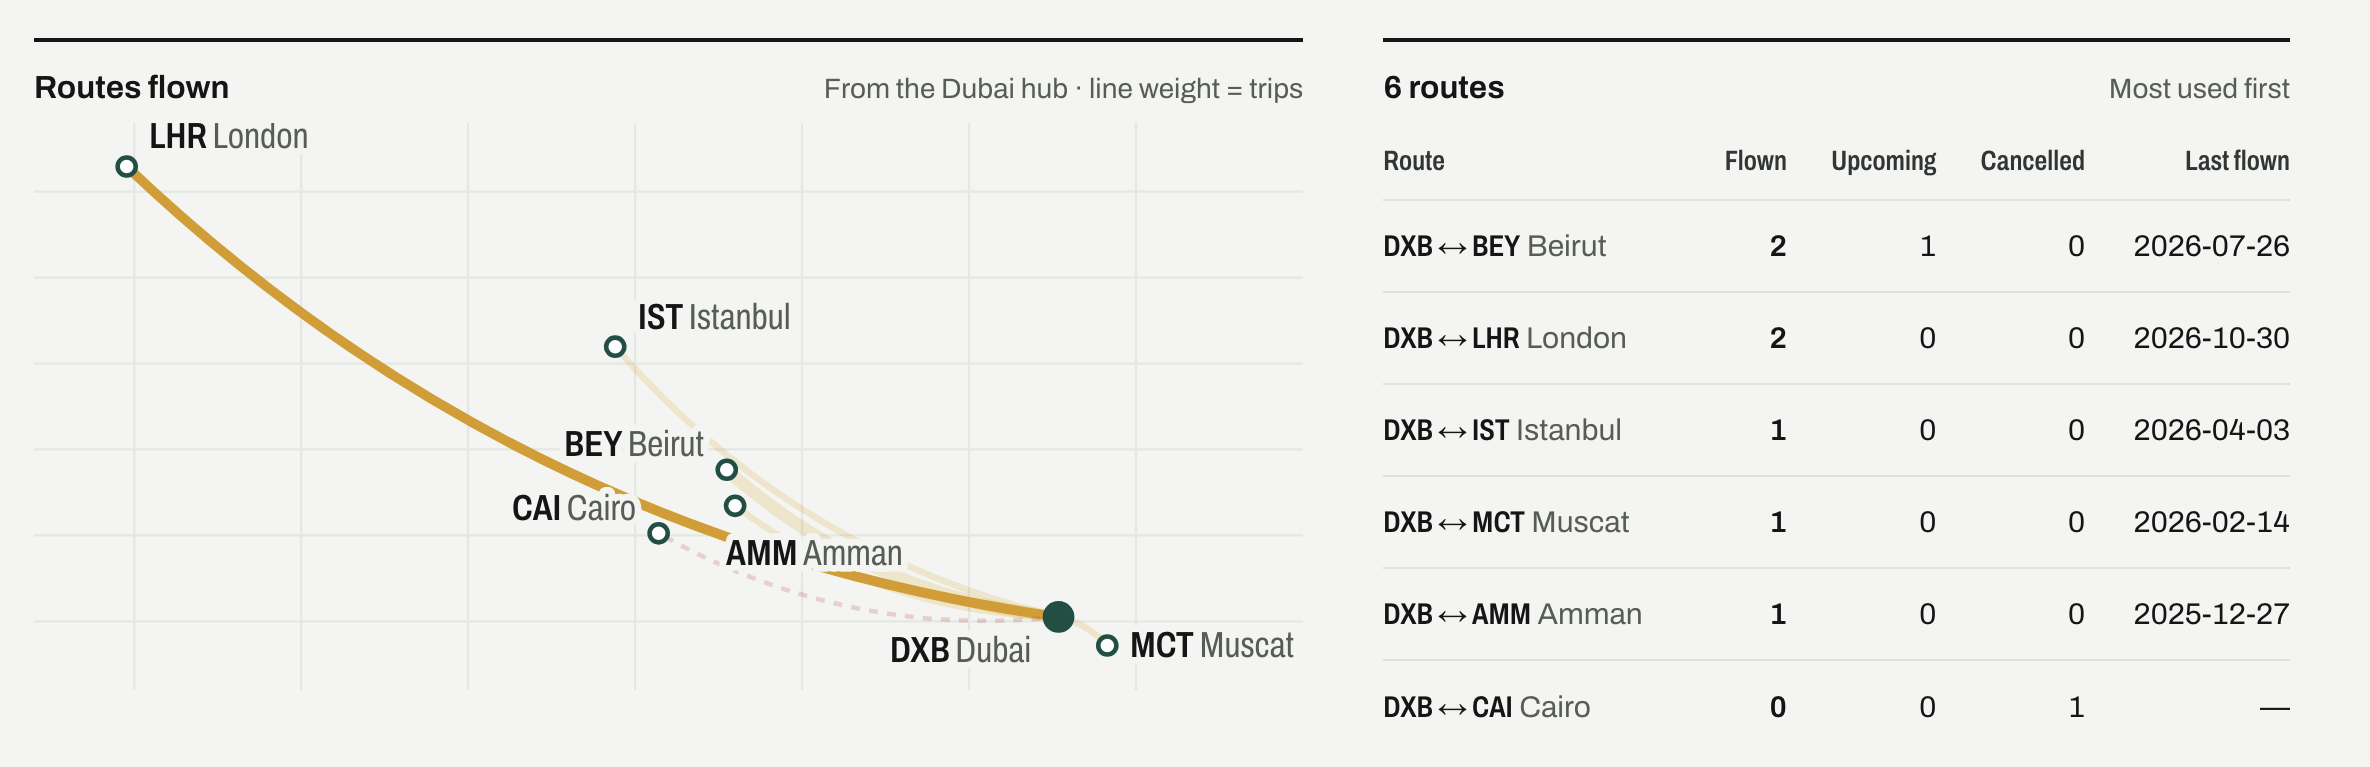 Routes flown
From the Dubai hub · line weight = trips
LHR London
IST Istanbul
BEY Beirut
CAI Cairo
AMM Amman
DXB Dubai
MCT Muscat
6 routes
Most used first
Route Flown Upcoming Cancelled Last flown
DXB↔BEY Beirut 2 1 0 2026-07-26
DXB↔LHR London 2 0 0 2026-10-30
DXB↔IST Istanbul 1 0 0 2026-04-03
DXB↔MCT Muscat 1 0 0 2026-02-14
DXB↔AMM Amman 1 0 0 2025-12-27
DXB↔CAI Cairo 0 0 1 —